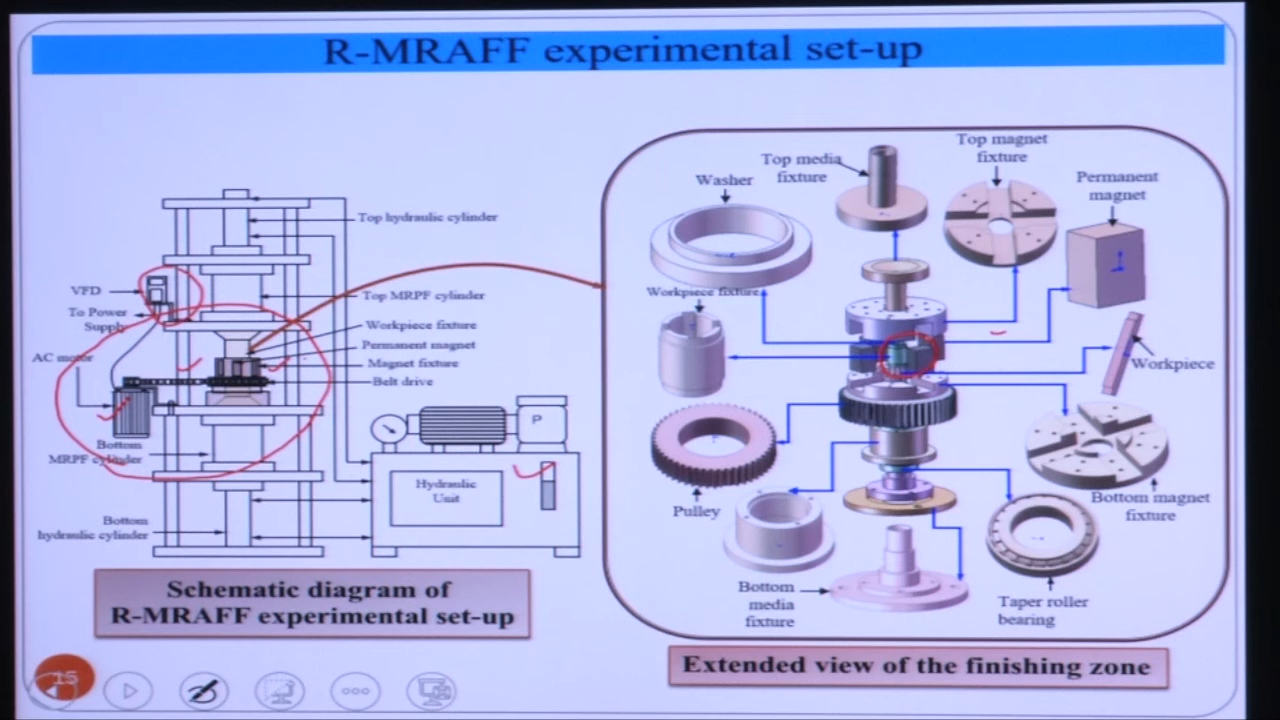 R-MRAFF experimental set-up
Top hydraulic cylinder
VFD
To Power
Supply
Top MRPF cylinder
Workpiece fixture
Permanent magnet
Magnet fixture
AC motor
Belt drive
P
Bottom
MRPF cylinder
Hydraulic
Unit
Bottom
hydraulic cylinder
Schematic diagram of
R-MRAFF experimental set-up
Top media
fixture
Top magnet
fixture
Washer
Permanent
magnet
Workpiece fixture
Workpiece
Pulley
Bottom magnet
fixture
Bottom
media
fixture
Taper roller
bearing
Extended view of the finishing zone
15